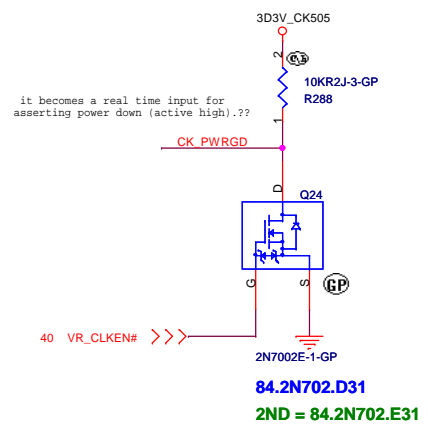 3D3V_CK505
2
10KR2J-3-GP
R288
it becomes a real time input for
asserting power down (active high).??
1
CK_PWRGD
D
Q24
G
S
GP
40 VR_CLKEN#
2N7002E-1-GP
84.2N702.D31
2ND = 84.2N702.E31